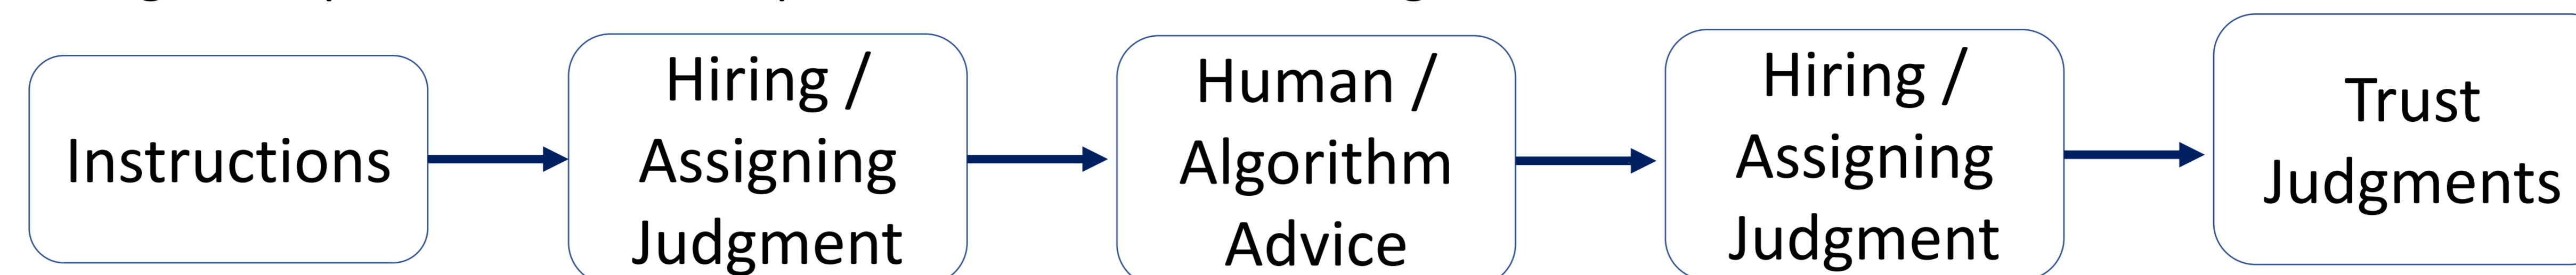 Instructions
Hiring /
Assigning
Judgment
Human /
Algorithm
Advice
Hiring /
Assigning
Judgment
Trust
Judgments